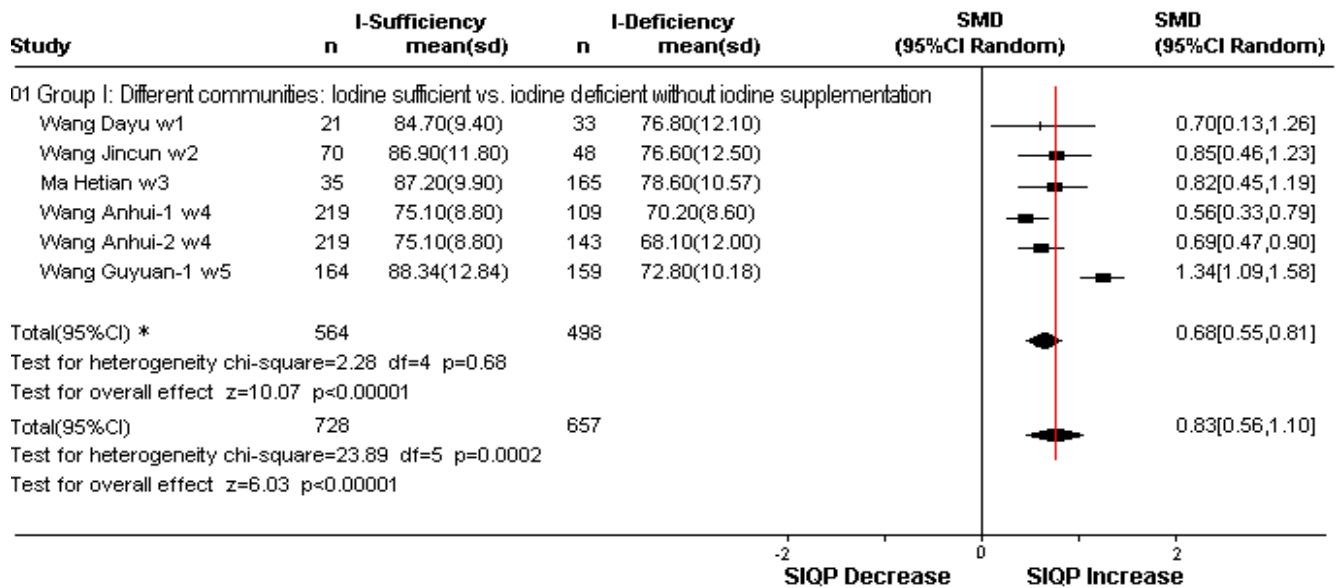 I-Sufficiency I-Deficiency SMD SMD
Study n mean(sd) n mean(sd) (95%CI Random) (95%CI Random)
01 Group I: Different communities: Iodine sufficient vs. iodine deficient without iodine supplementation
Wang Dayu w1 21 84.70(9.40) 33 76.80(12.10) 0.70[0.13,1.26]
Wang Jincun w2 70 86.90(11.80) 48 76.60(12.50) 0.85[0.46,1.23]
Ma Hetian w3 35 87.20(9.90) 165 78.60(10.57) 0.82[0.45,1.19]
Wang Anhui-1 w4 219 75.10(8.80) 109 70.20(8.60) 0.56[0.33,0.79]
Wang Anhui-2 w4 219 75.10(8.80) 143 68.10(12.00) 0.69[0.47,0.90]
Wang Guyuan-1 w5 164 88.34(12.84) 159 72.80(10.18) 1.34[1.09,1.58]
Total(95%CI) * 564 498 0.68[0.55,0.81]
Test for heterogeneity chi-square=2.28 df=4 p=0.68
Test for overall effect z=10.07 p<0.00001
Total(95%CI) 728 657 0.83[0.56,1.10]
Test for heterogeneity chi-square=23.89 df=5 p=0.0002
Test for overall effect z=6.03 p<0.00001
-2 0 2
SIQP Decrease SIQP Increase